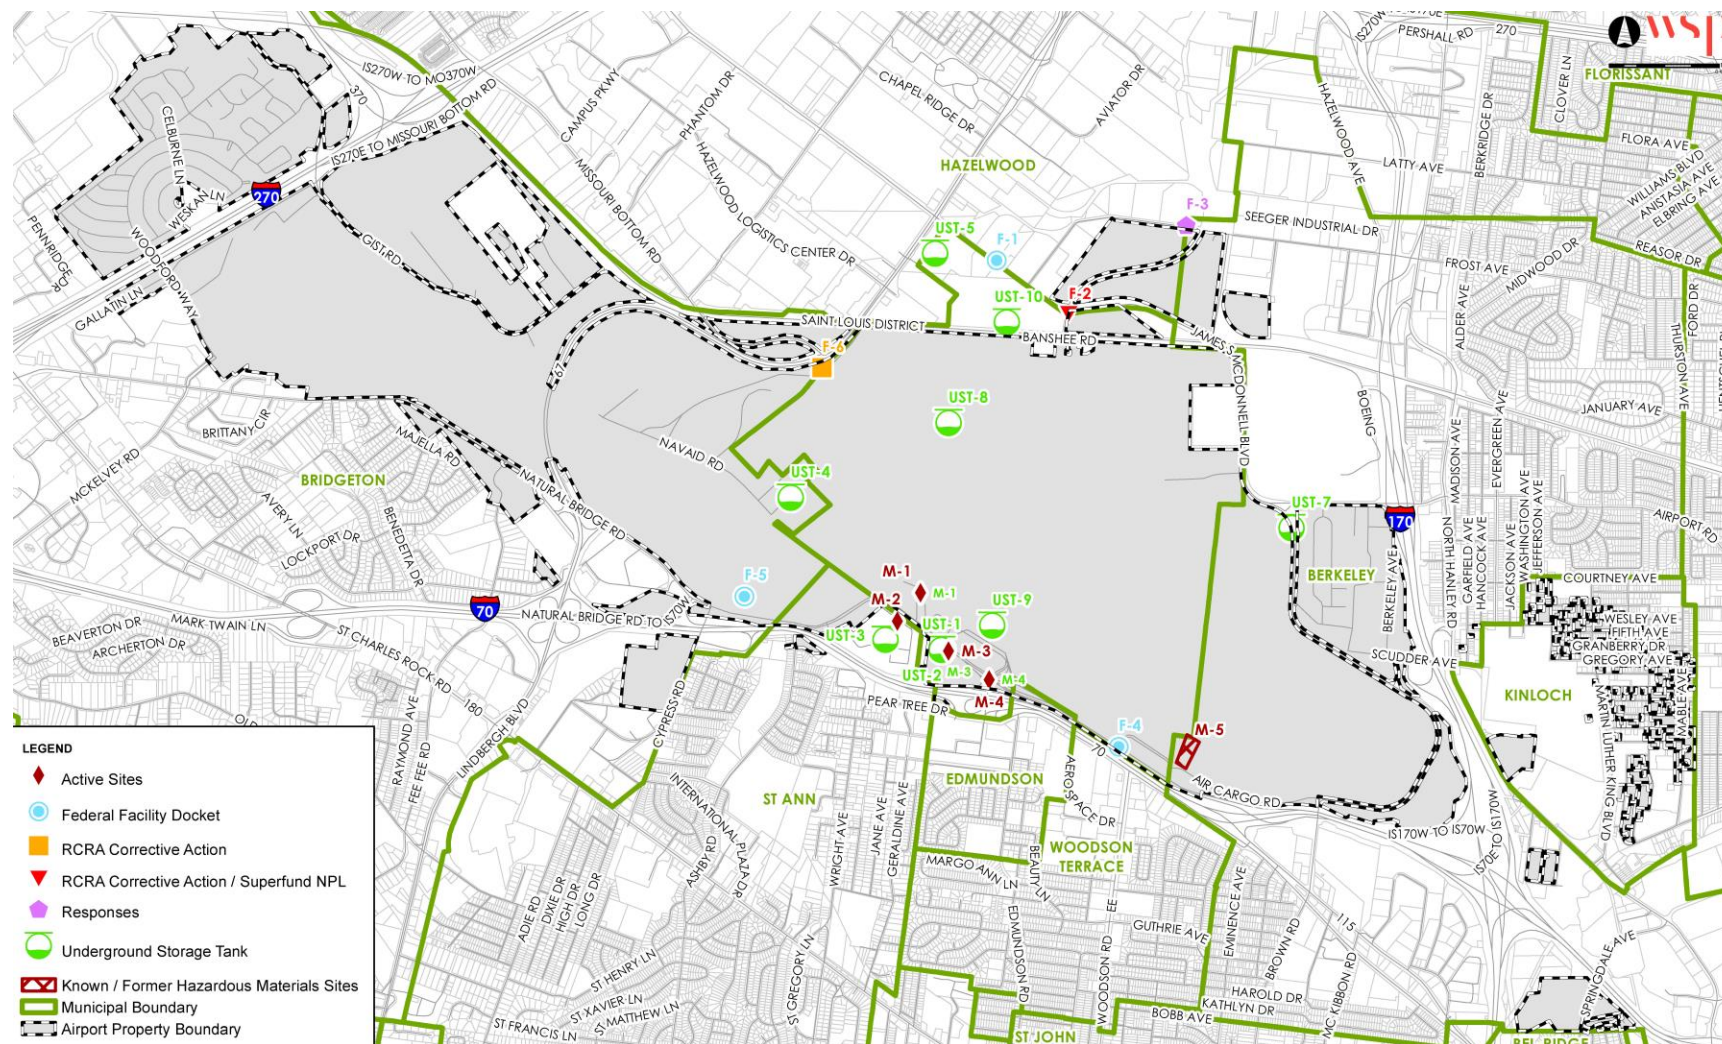 wsp
IS270W TO IS170E
PERSHALL RD
270
FLORISSANT
IS270W TO MO370W
370
CAMPUS PKWY
PHANTOM DR
CHAPEL RIDGE DR
AVIATOR DR
HAZELWOOD AVE
BERKRIDGE DR
CLOVER LN
FLORA AVE
CELBURNE LN
IS270E TO MISSOURI BOTTOM RD
WESKAN LN
270
HAZELWOOD
LATTY AVE
WILLIAMS BLVD
ANISTASIA AVE
ELBRING AVE
PENNRIDGE DR
WOODFORD WAY
GALLATIN LN
GIST RD
MISSOURI BOTTOM RD
HAZELWOOD LOGISTICS CENTER DR
UST-5
F-1
F-3
SEEGER INDUSTRIAL DR
REASOR DR
FROST AVE
MIDWOOD DR
UST-10
F-2
SAINT LOUIS DISTRICT
BANSHEE RD
JAMES S MCDONNELL BLVD
ALDER AVE
THURSTON AVE
FORD DR
F-6
67
BOEING
UST-8
JANUARY AVE
BRITTANY CIR
MAJELLA RD
NAVAID RD
MCKELVEY RD
BRIDGETON
UST-4
AVERY LN
LOCKPORT DR
BENEDETTA DR
NATURAL BRIDGE RD
UST-7
170
NORTH HANLEY RD
MADISON AVE
EVERGREEN AVE
GARFIELD AVE
HANCOCK AVE
JACKSON AVE
WASHINGTON AVE
JEFFERSON AVE
AIRPORT RD
BERKELEY
BERKELEY AVE
COURTNEY AVE
F-5
M-1
M-1
M-2
70
NATURAL BRIDGE RD TO IS70W
UST-9
UST-1
UST-3
M-3
M-3
UST-2
M-4
M-4
BEAVERTON DR
MARK TWAIN LN
ARCHERTON DR
ST CHARLES ROCK RD
180
WESLEY AVE
FIFTH AVE
GRANBERRY DR
GREGORY AVE
SCUDDER AVE
KINLOCH
MARTIN LUTHER KING BLVD
MABLE AVE
PEAR TREE DR
CYPRESS RD
RAYMOND AVE
FEE FEE RD
LINDBERGH BLVD
F-4
70
M-5
AIR CARGO RD
AEROSPACE DR
EDMUNDSON
ST ANN
WOODSON
TERRACE
IS170W TO IS70W
IS70E TO IS170W
INTERNATIONAL PLAZA DR
ASHBY RD
WRIGHT AVE
JANE AVE
GERALDINE AVE
MARGO ANN LN
BEAUTY LN
EE
GUTHRIE AVE
EMINENCE AVE
BROWN RD
115
ADIE RD
DIXIE DR
HIGH DR
LONG DR
EDMUNDSON RD
WOODSON RD
MC KIBBON RD
HAROLD DR
KATHLYN DR
BOBB AVE
ST HENRY LN
ST XAVIER LN
ST MATTHEW LN
ST FRANCIS LN
ST GREGORY LN
ST JOHN
SPRINGDALE AVE
BEL-RIDGE
LEGEND
Active Sites
Federal Facility Docket
RCRA Corrective Action
RCRA Corrective Action / Superfund NPL
Responses
Underground Storage Tank
Known / Former Hazardous Materials Sites
Municipal Boundary
Airport Property Boundary